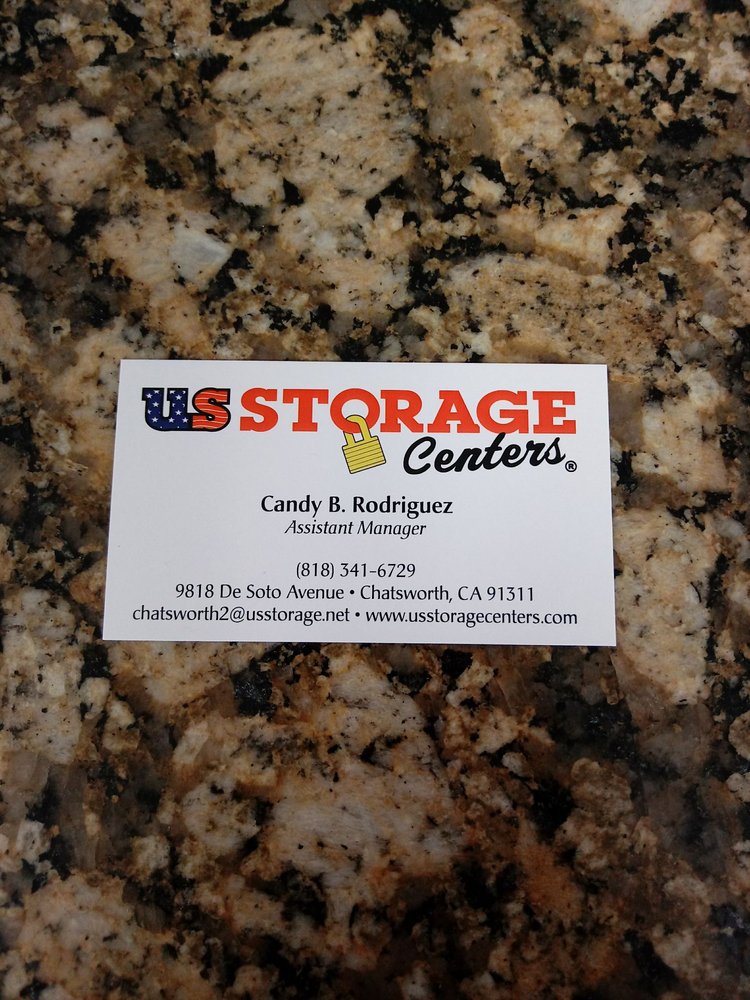 US STORAGE
Centers®
Candy B. Rodriguez
Assistant Manager
(818) 341-6729
9818 De Soto Avenue • Chatsworth, CA 91311
chatsworth2@usstorage.net • www.usstoragecenters.com